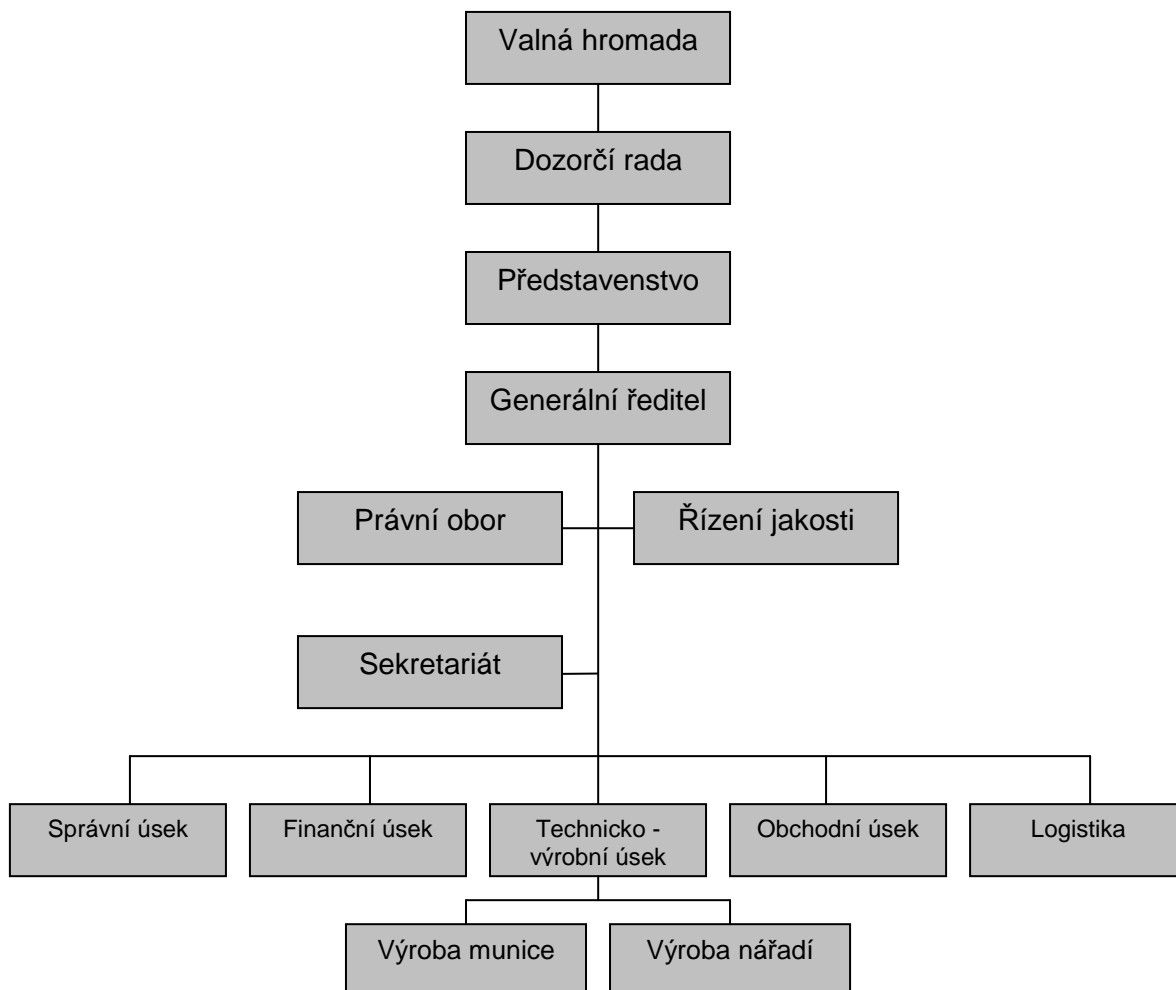 Valná hromada
Dozorčí rada
Představenstvo
Generální ředitel
Právní obor
Řízení jakosti
Sekretariát
Správní úsek
Finanční úsek
Technicko -
výrobní úsek
Obchodní úsek
Logistika
Výroba munice
Výroba nářadí